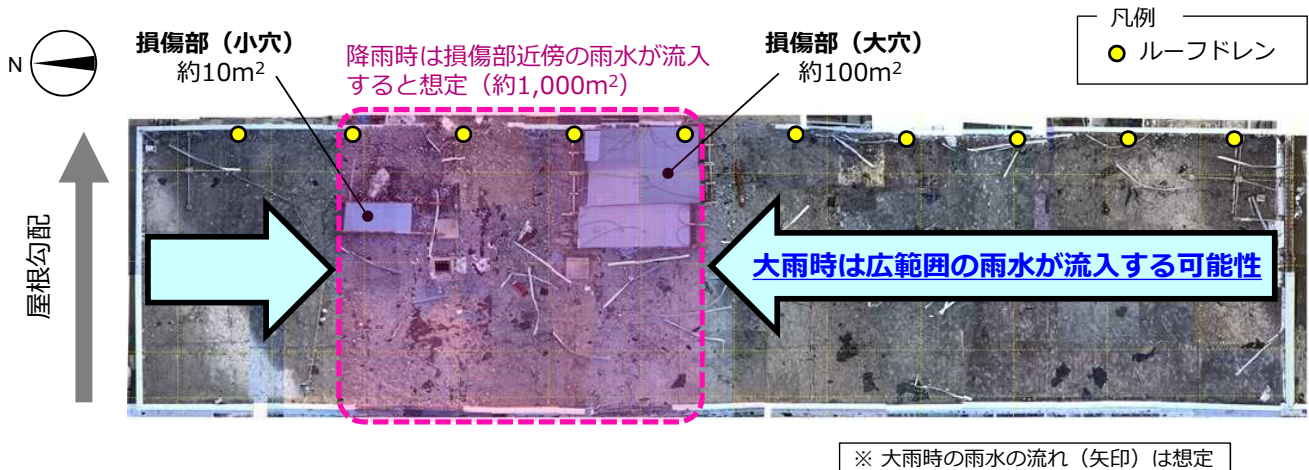 凡例
ルーフドレン
N
損傷部（小穴）
約10m²
降雨時は損傷部近傍の雨水が流入
すると想定（約1,000m²）
損傷部（大穴）
約100m²
屋根勾配
大雨時は広範囲の雨水が流入する可能性
※ 大雨時の雨水の流れ（矢印）は想定